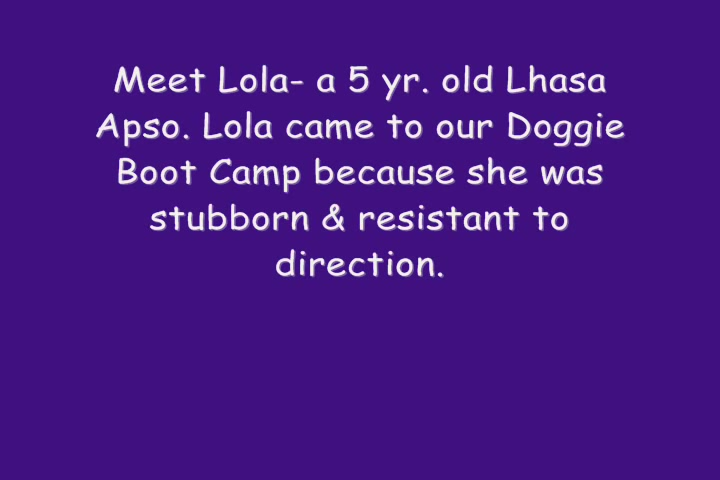 Meet Lola- a 5 yr. old Lhasa
Apso. Lola came to our Doggie
Boot Camp because she was
stubborn & resistant to
direction.